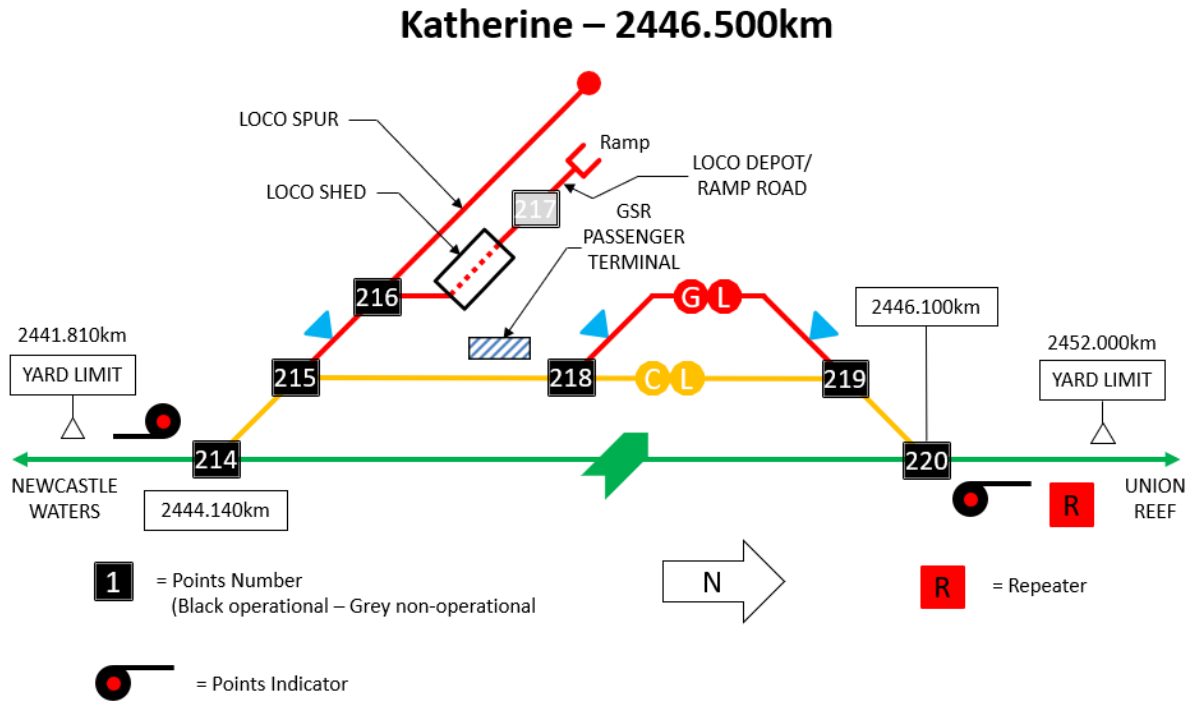 Katherine – 2446.500km
LOCO SPUR
Ramp
LOCO DEPOT/
RAMP ROAD
LOCO SHED
217
GSR
PASSENGER
TERMINAL
216
G L
2446.100km
2441.810km
YARD LIMIT
2452.000km
YARD LIMIT
215
218
C L
219
214
220
NEWCASTLE
WATERS
2444.140km
R
UNION
REEF
1 = Points Number
(Black operational – Grey non-operational
N
R = Repeater
= Points Indicator